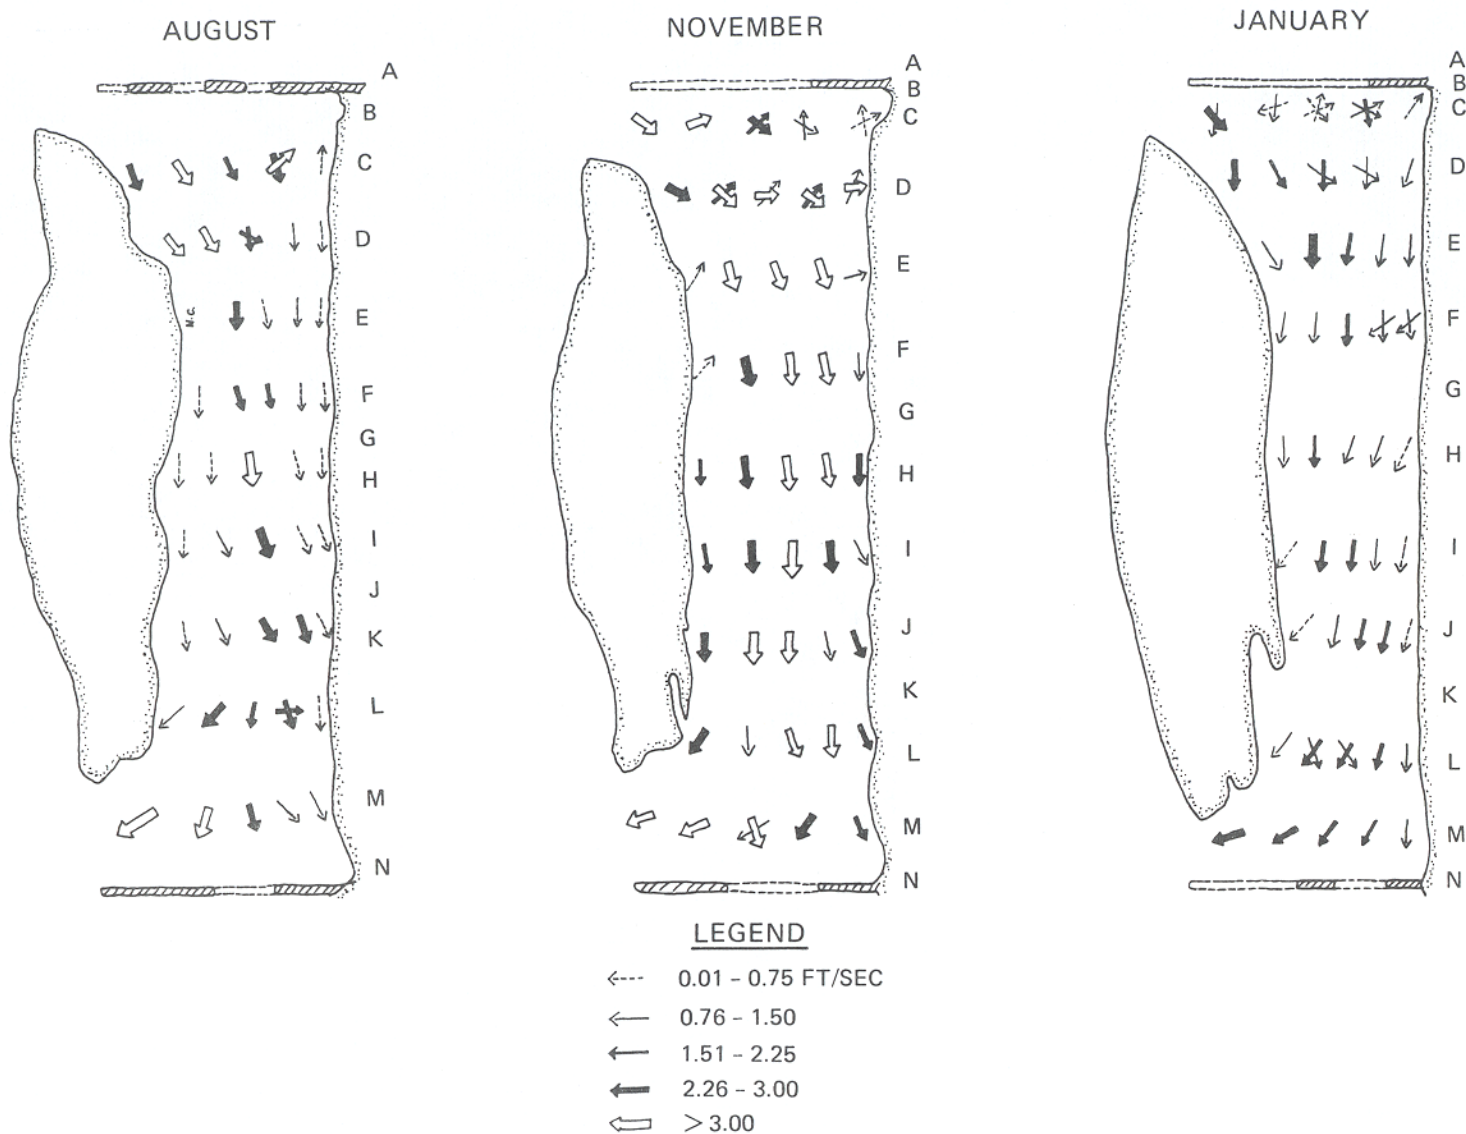 AUGUST
A
B
C
D
N.C.
E
F
G
H
I
J
K
L
M
N
NOVEMBER
A
B
C
D
E
F
G
H
I
J
K
L
M
N
JANUARY
A
B
C
D
E
F
G
H
I
J
K
L
M
N
LEGEND
0.01 – 0.75 FT/SEC
0.76 – 1.50
1.51 – 2.25
2.26 – 3.00
> 3.00